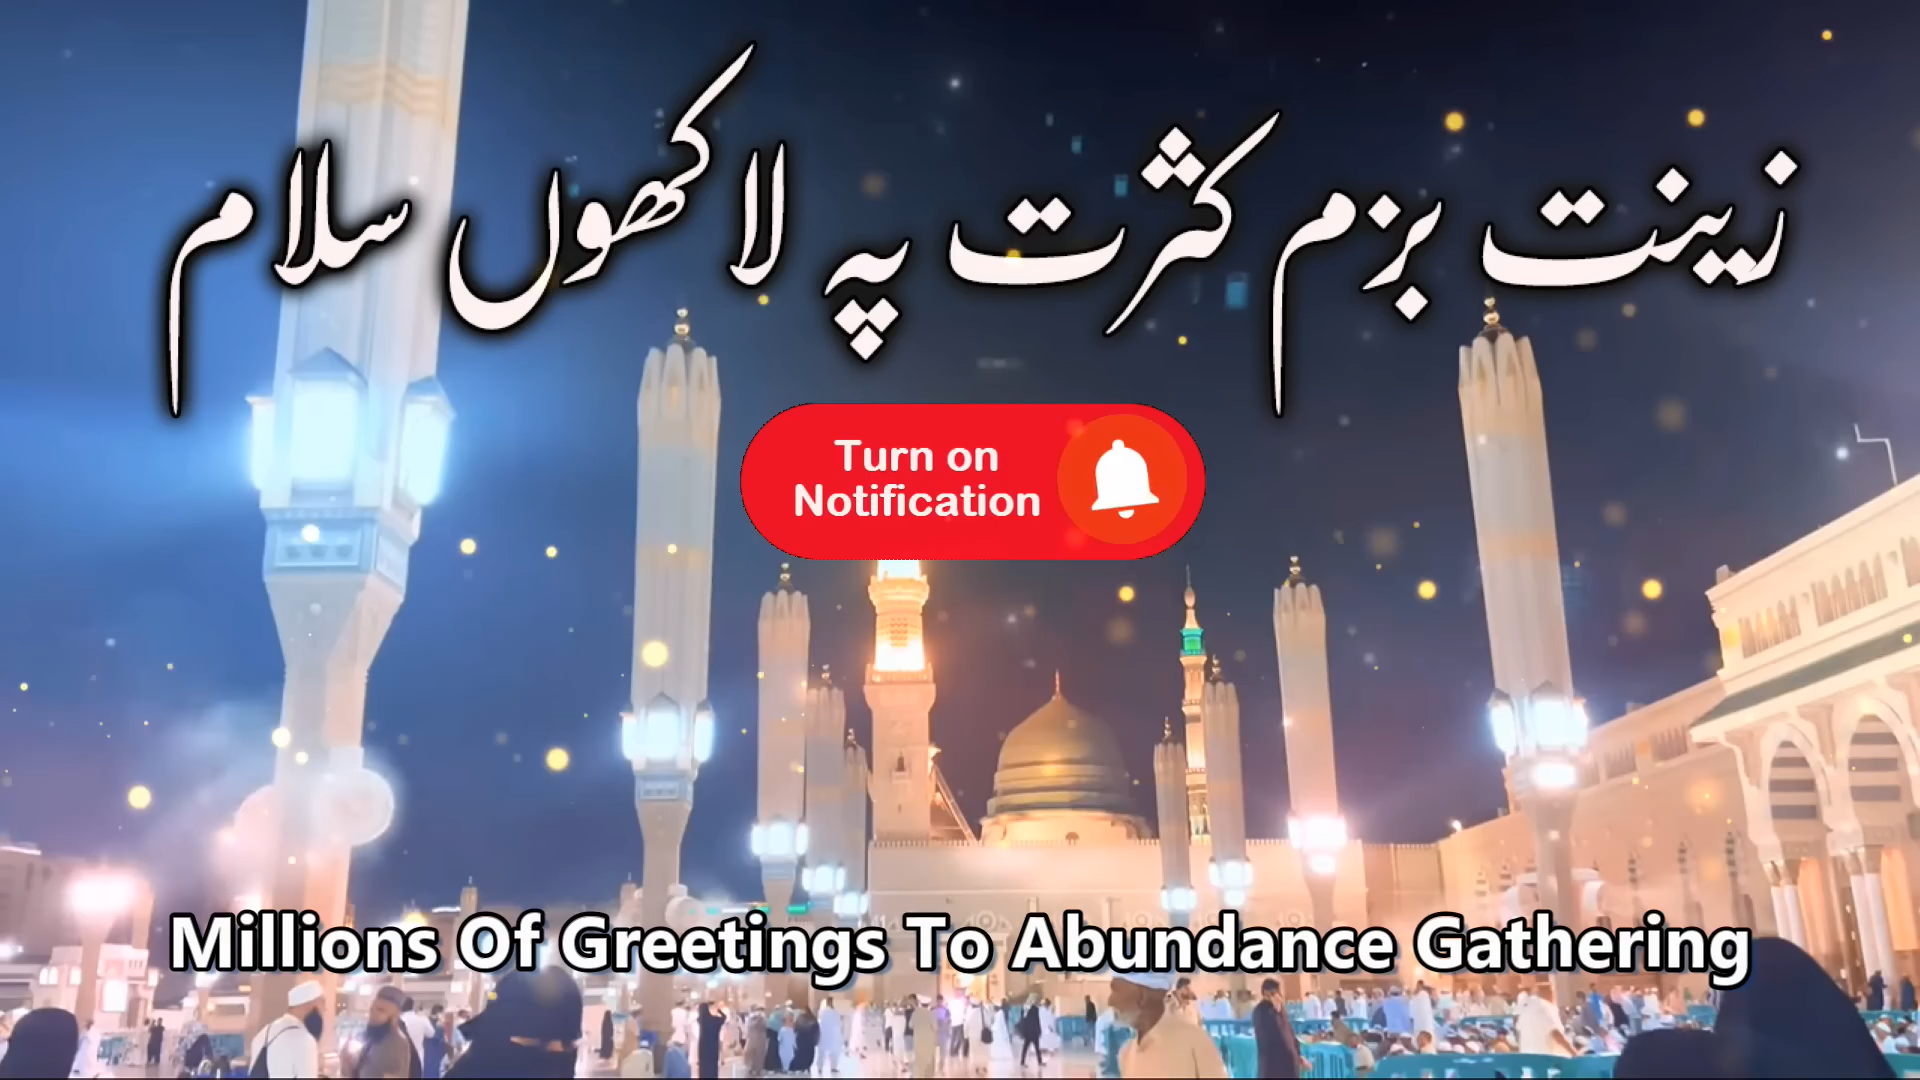 زینت بزم کثرت پہ لاکھوں سلام
Turn on
Notification
Millions Of Greetings To Abundance Gathering